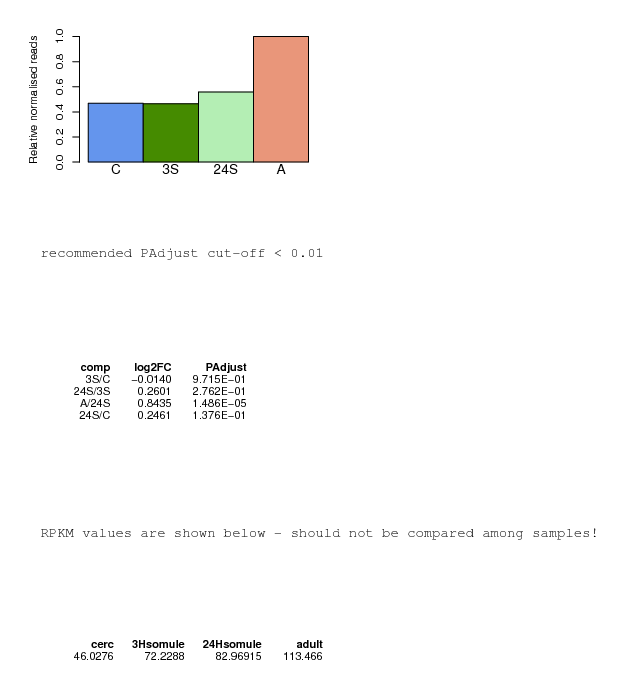 Relative normalised reads
1.0
0.8
0.6
0.4
0.2
0.0
C 3S 24S A
recommended PAdjust cut-off < 0.01
comp log2FC PAdjust
3S/C −0.0140 9.715E−01
24S/3S 0.2601 2.762E−01
A/24S 0.8435 1.486E−05
24S/C 0.2461 1.376E−01
RPKM values are shown below - should not be compared among samples!
cerc 3Hsomule 24Hsomule adult
46.0276 72.2288 82.96915 113.466